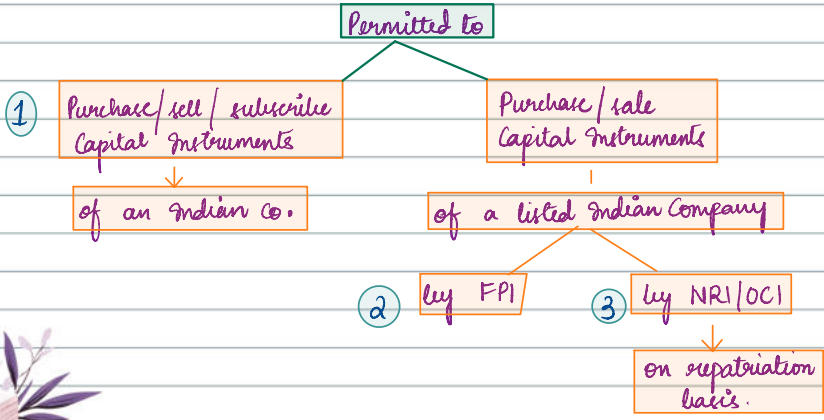 Permitted to
1
Purchase/sell/subscribe
Capital Instruments
of an Indian Co.
Purchase/sale
Capital Instruments
of a listed Indian Company
2
by FPI
3
by NRI/OCI
on repatriation
basis.